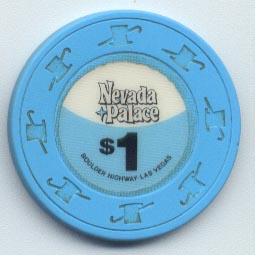 Nevada
Palace
$1
BOULDER HIGHWAY·LAS VEGAS